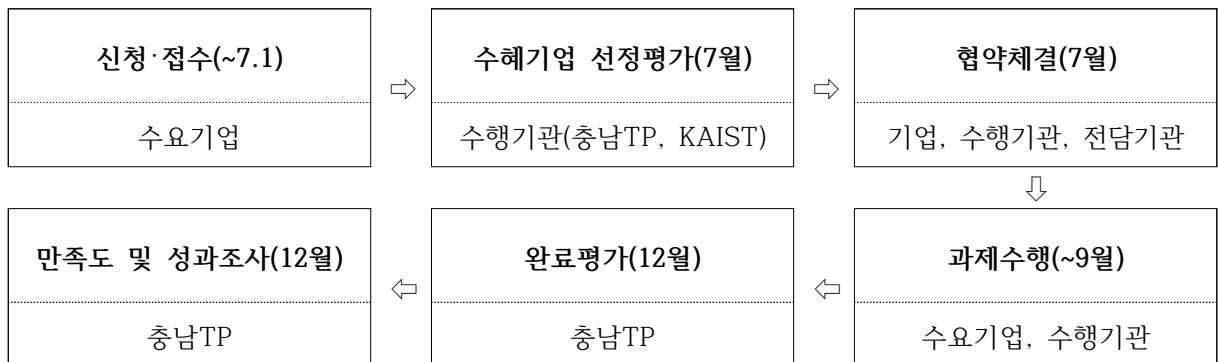 신청·접수(~7.1)
수요기업
⇨
수혜기업 선정평가(7월)
수행기관(충남TP, KAIST)
⇨
협약체결(7월)
기업, 수행기관, 전담기관
⇩
과제수행(~9월)
수요기업, 수행기관
⇦
완료평가(12월)
충남TP
⇦
만족도 및 성과조사(12월)
충남TP